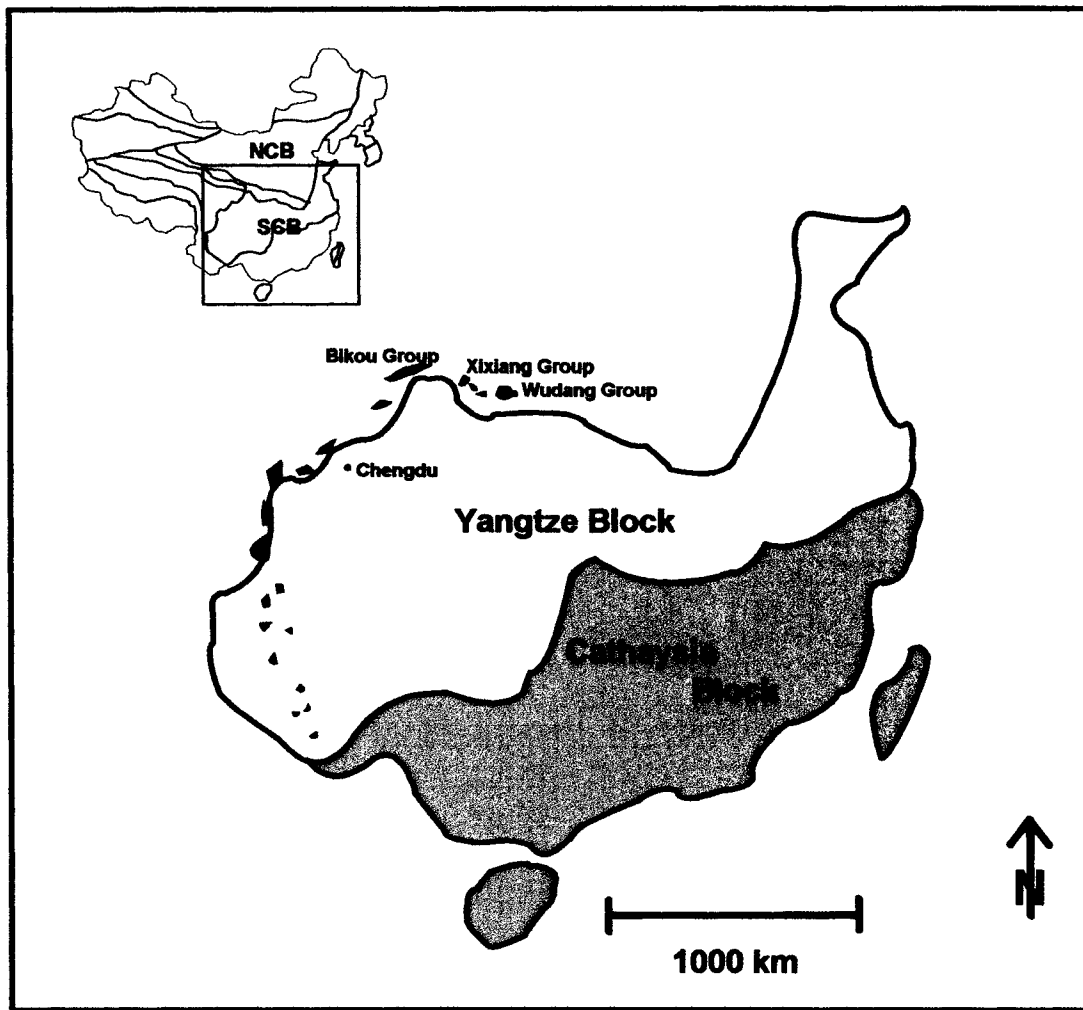 NCB
SCB
Bikou Group
Xixiang Group
Wudang Group
Chengdu
Yangtze Block
Cathaysia
Block
N
1000 km